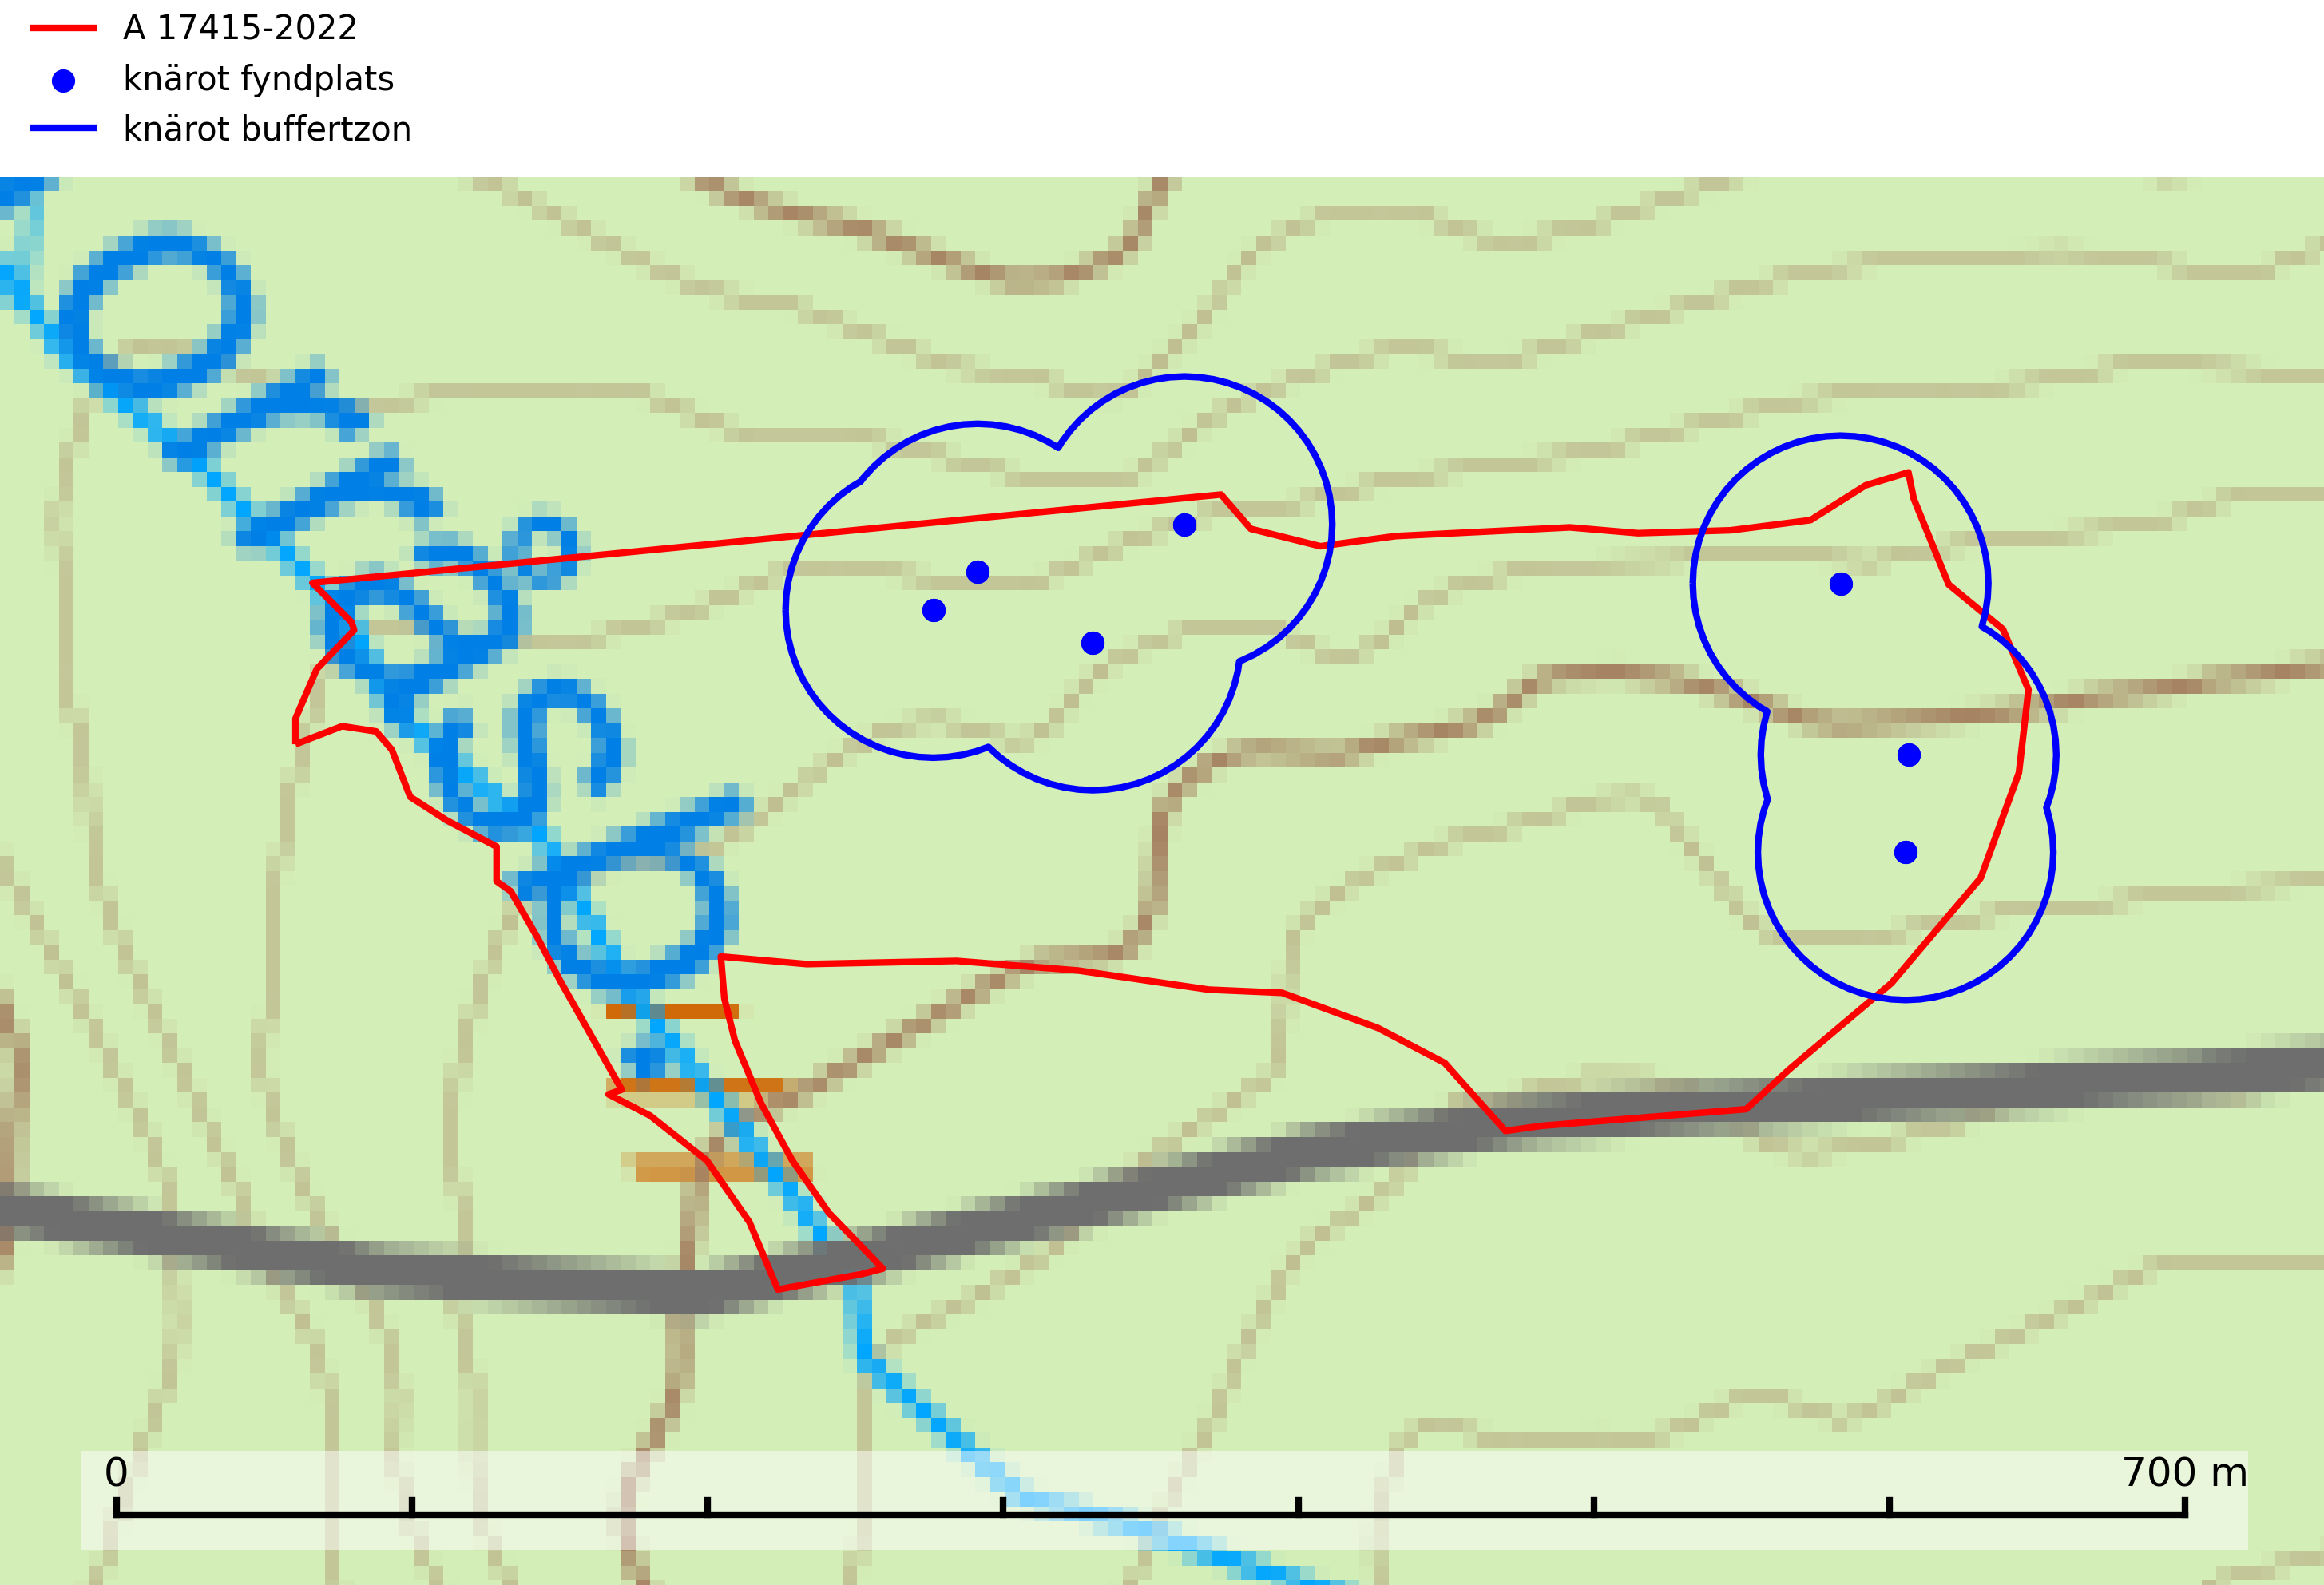 A 17415-2022
knärot fyndplats
knärot buffertzon
0 700 m